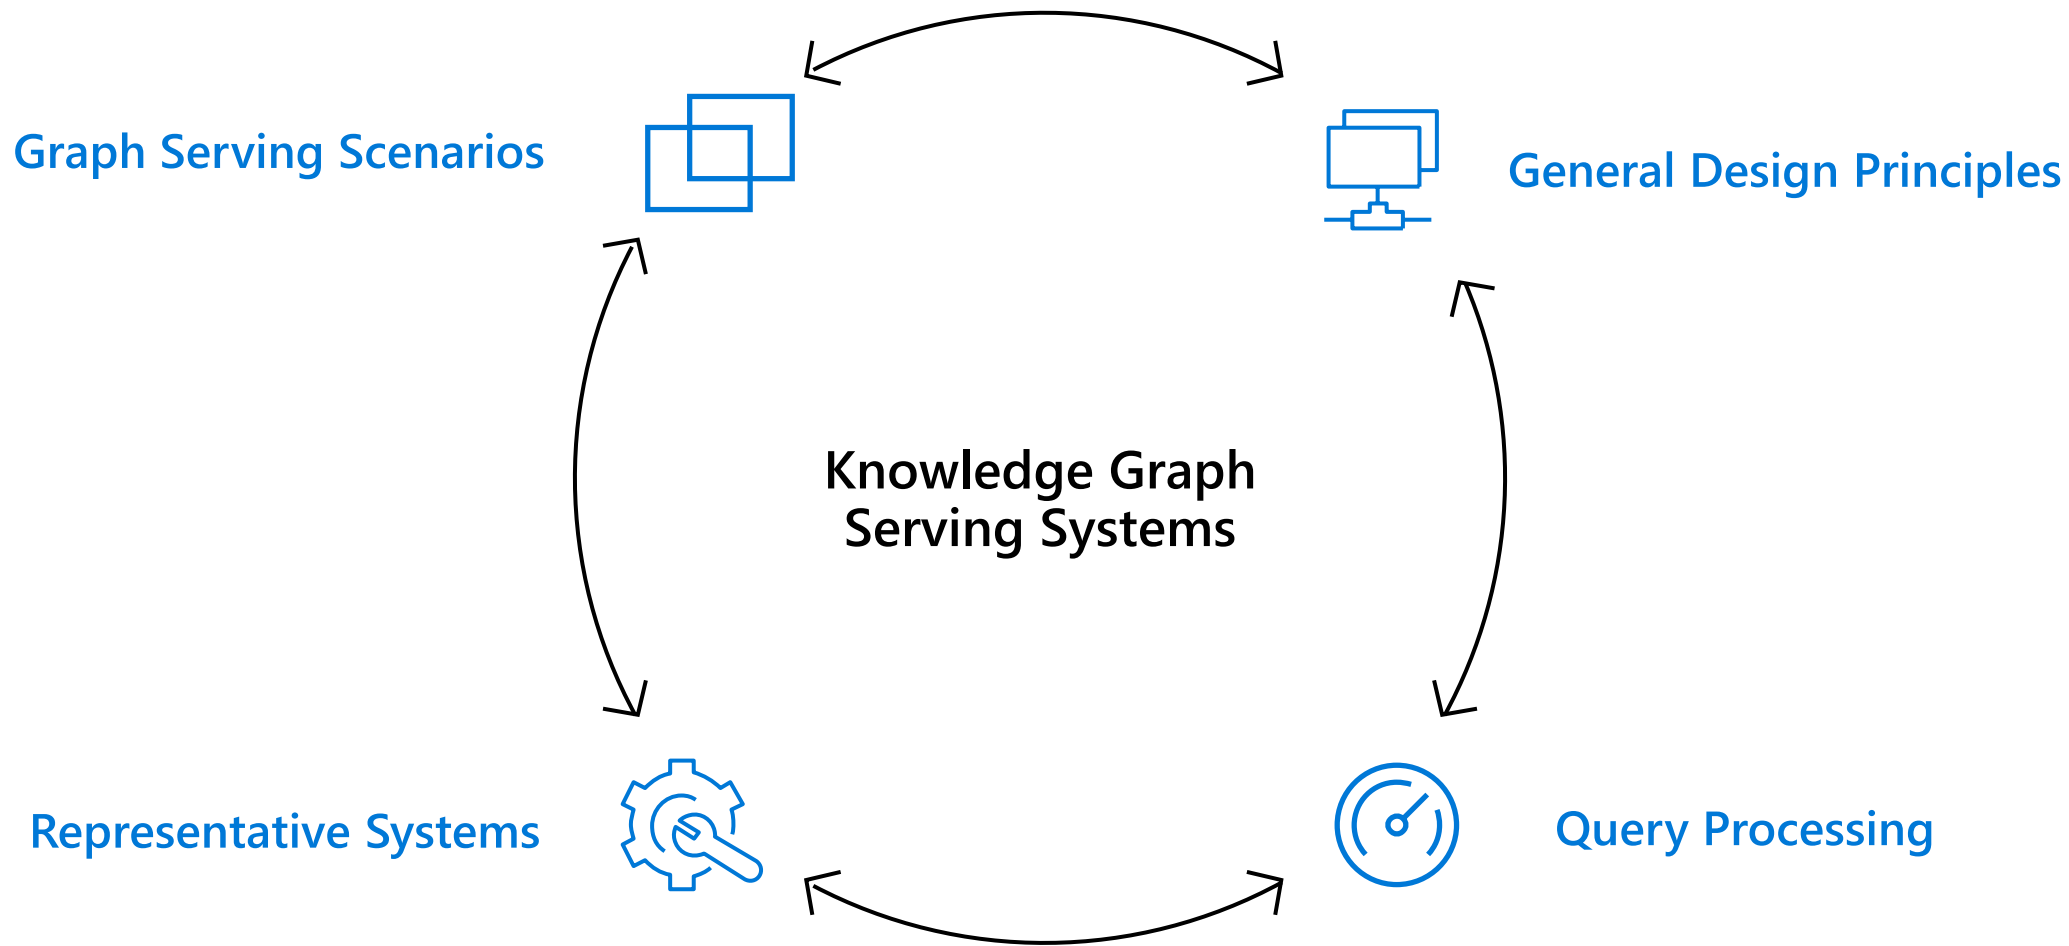 Graph Serving Scenarios
General Design Principles
Knowledge Graph
Serving Systems
Representative Systems
Query Processing